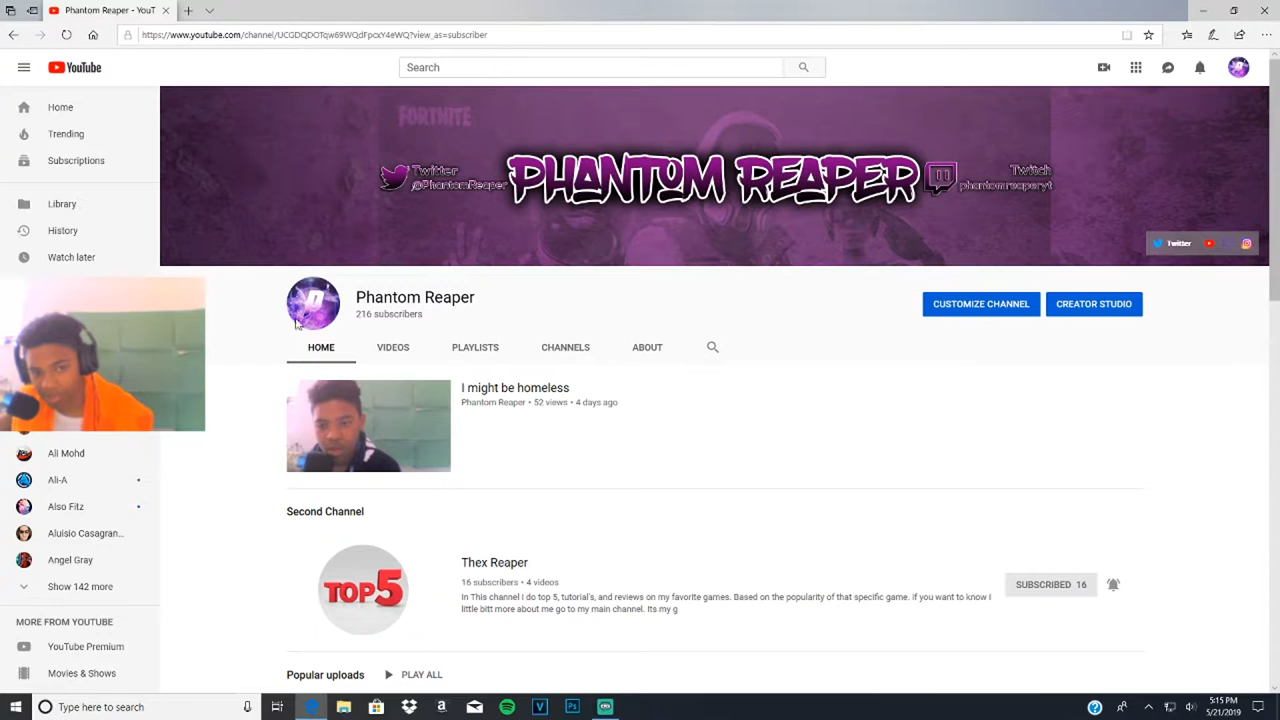 Phantom Reaper - YouT
https://www.youtube.com/channel/UCGDQDOTqw69WQdFpcxY4eWQ?view_as=subscriber
YouTube
Search
Home
Trending
Subscriptions
Library
History
Watch later
FORTNITE
Twitter
@PhantomReaper
PHANTOM REAPER
Twitch
phantomreaperyt
Twitter
Phantom Reaper
216 subscribers
CUSTOMIZE CHANNEL
CREATOR STUDIO
HOME VIDEOS PLAYLISTS CHANNELS ABOUT
I might be homeless
Phantom Reaper • 52 views • 4 days ago
Ali Mohd
Ali-A
Also Fitz
Aluisio Casagran...
Angel Gray
Show 142 more
MORE FROM YOUTUBE
YouTube Premium
Movies & Shows
Second Channel
TOP5
Thex Reaper
16 subscribers • 4 videos
In This channel I do top 5, tutorial's, and reviews on my favorite games. Based on the popularity of that specific game. if you want to know I
little bitt more about me go to my main channel. Its my g
SUBSCRIBED 16
Popular uploads PLAY ALL
Type here to search
5:15 PM
5/21/2019